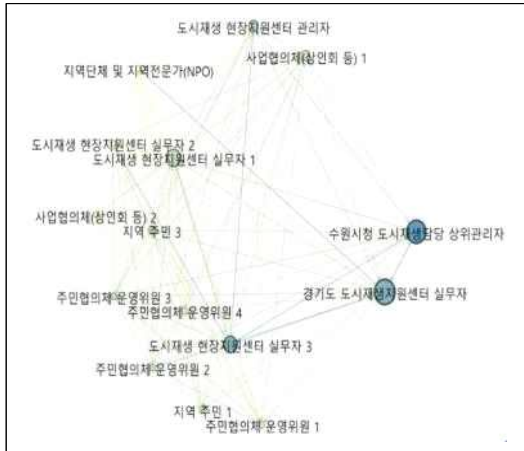 도시재생 현장지원센터 관리자
사업협의체(상인회 등) 1
지역단체 및 지역전문가(NPO)
도시재생 현장지원센터 실무자 2
도시재생 현장지원센터 실무자 1
사업협의체(상인회 등) 2
지역 주민 3
수원시청 도시재생담당 상위관리자
경기도 도시재생지원센터 실무자
주민협의체 운영위원 3
주민협의체 운영위원 4
도시재생 현장지원센터 실무자 3
주민협의체 운영위원 2
지역 주민 1
주민협의체 운영위원 1